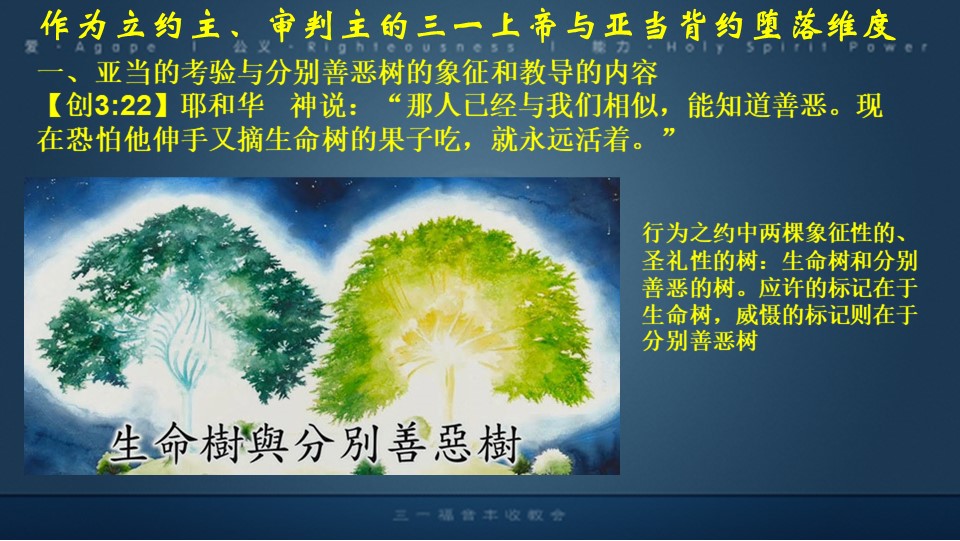 作为立约主、审判主的三一上帝与亚当背约堕落维度
爱 - Agape | 公义 - Righteousness | 能力 - Holy Spirit Power
一、亚当的考验与分别善恶树的象征和教导的内容
【创3:22】耶和华 神说：“那人已经与我们相似，能知道善恶。现
在恐怕他伸手又摘生命树的果子吃，就永远活着。”
行为之约中两棵象征性的、
圣礼性的树：生命树和分别
善恶的树。应许的标记在于
生命树，威慑的标记则在于
分别善恶树
生命樹與分別善惡樹
三一福音丰收教会